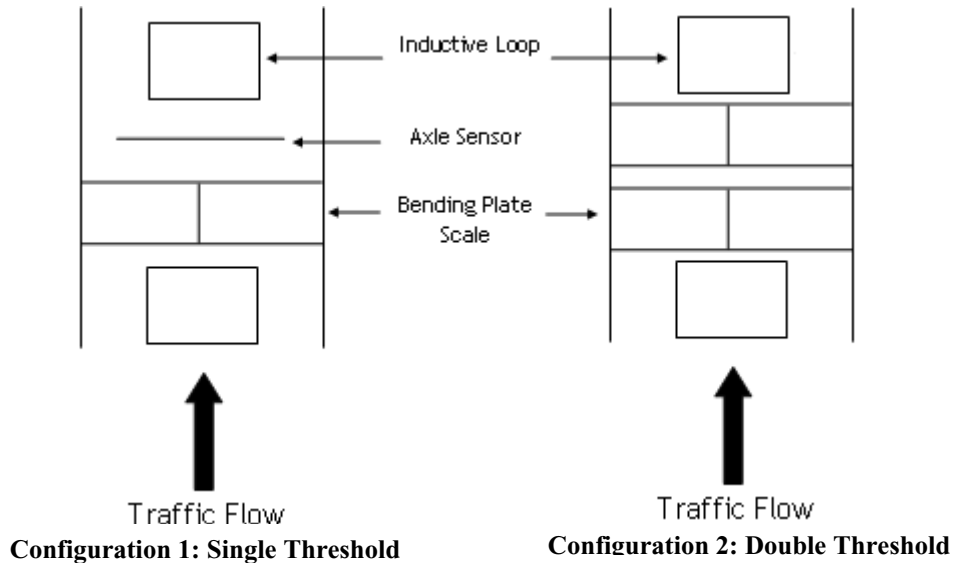 Inductive Loop
Axle Sensor
Bending Plate
Scale
Traffic Flow
Configuration 1: Single Threshold
Traffic Flow
Configuration 2: Double Threshold